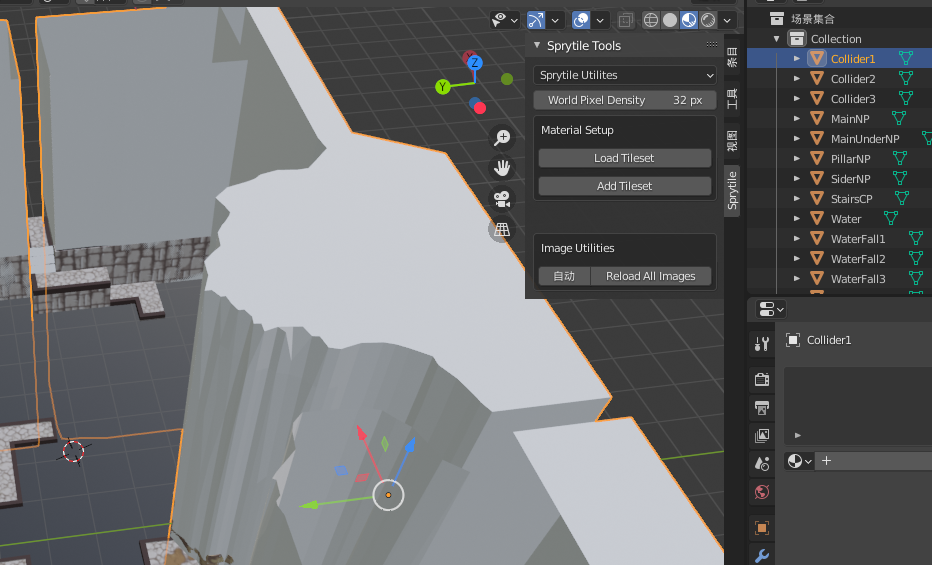 Sprytile Tools
Sprytile Utilites
World Pixel Density 32 px
Material Setup
Load Tileset
Add Tileset
Image Utilities
自动 Reload All Images
条目
工具
视图
Sprytile
Z
Y
场景集合
Collection
Collider1
Collider2
Collider3
MainNP
MainUnderNP
PillarNP
SiderNP
StairsCP
Water
WaterFall1
WaterFall2
WaterFall3
Collider1